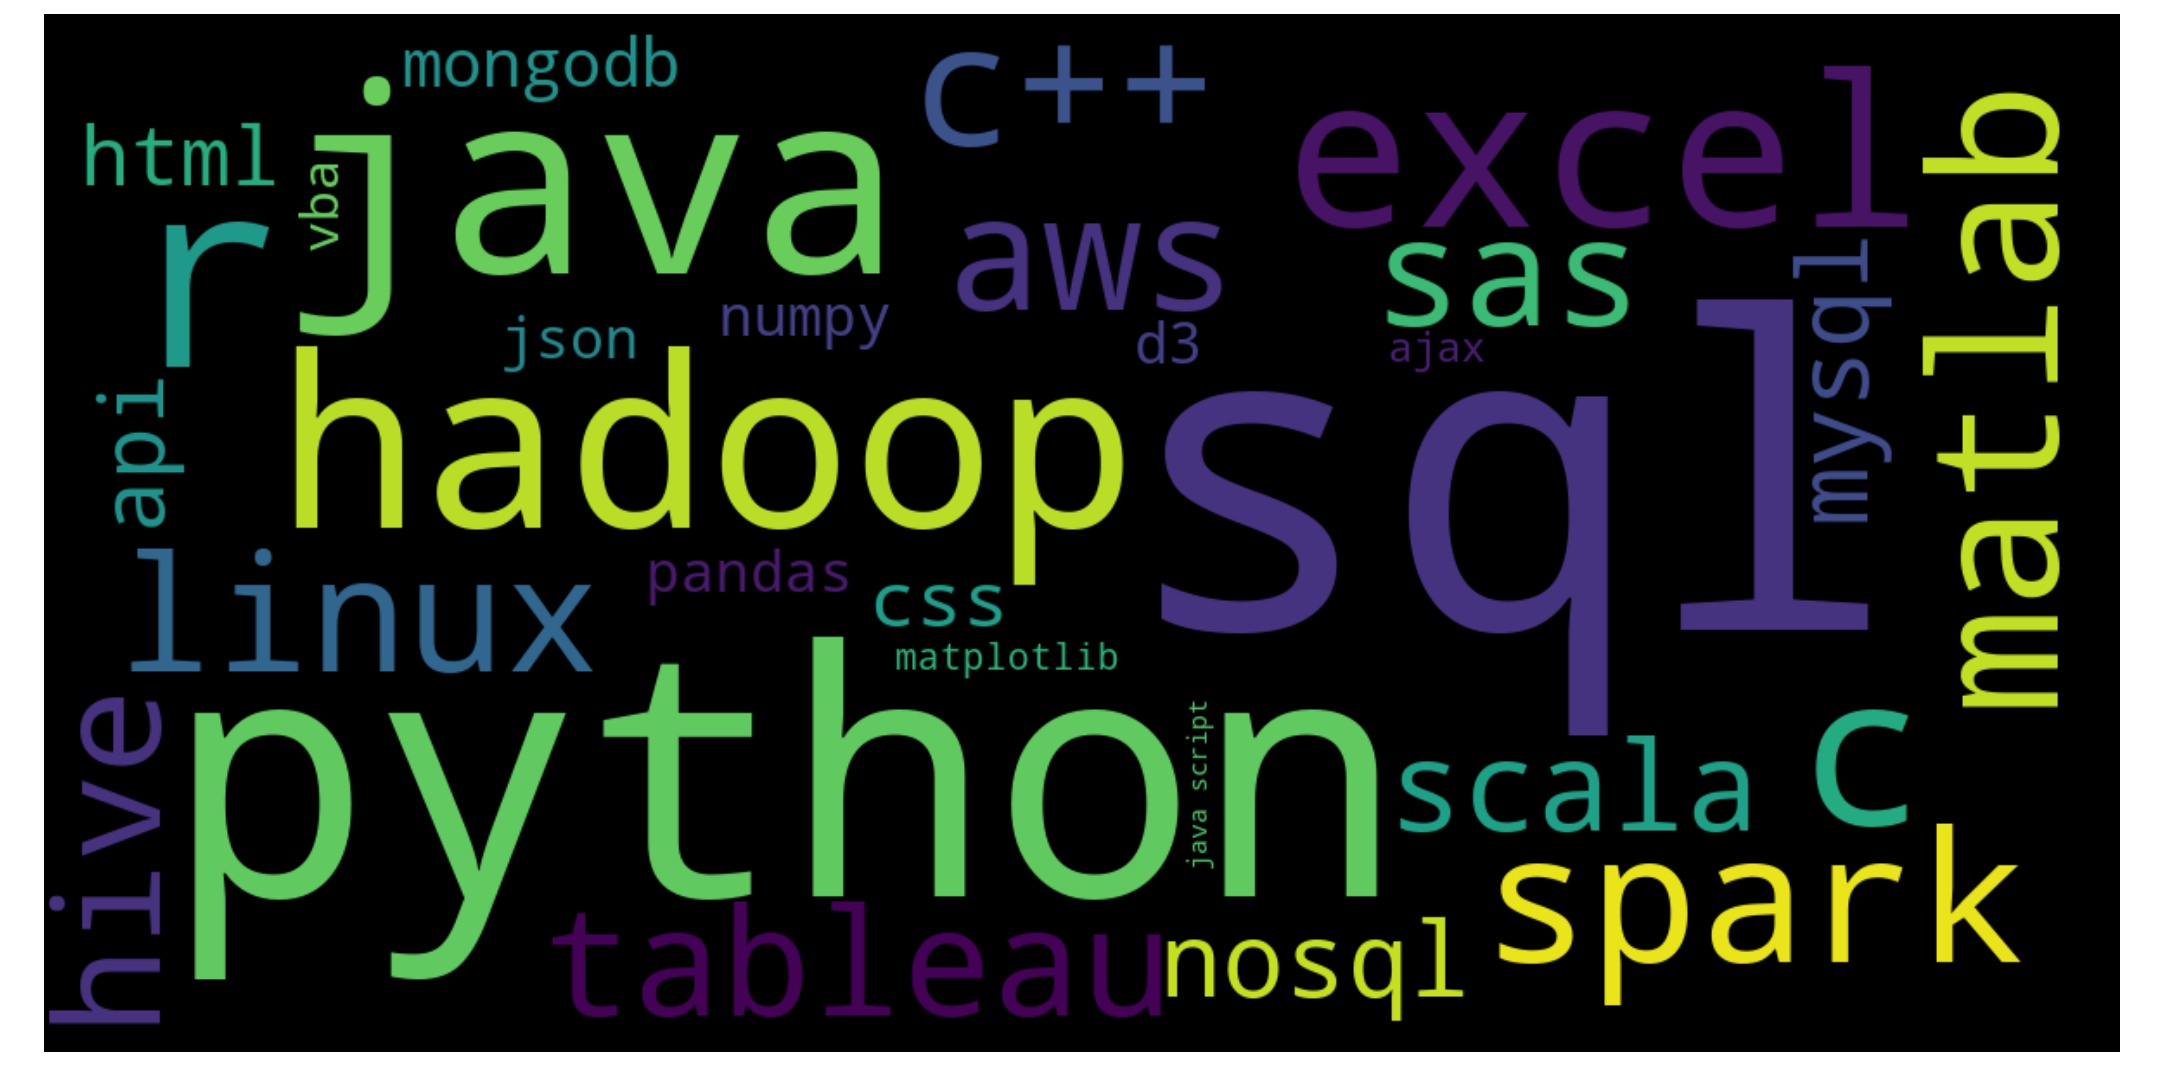 mongodb
c++
excel
html
java
vba
matlab
r
aws
sas
mysql
json
numpy
d3
ajax
api
hadoop
sql
linux
pandas
css
matplotlib
hive
python
java script
scala
c
spark
tableau
nosql